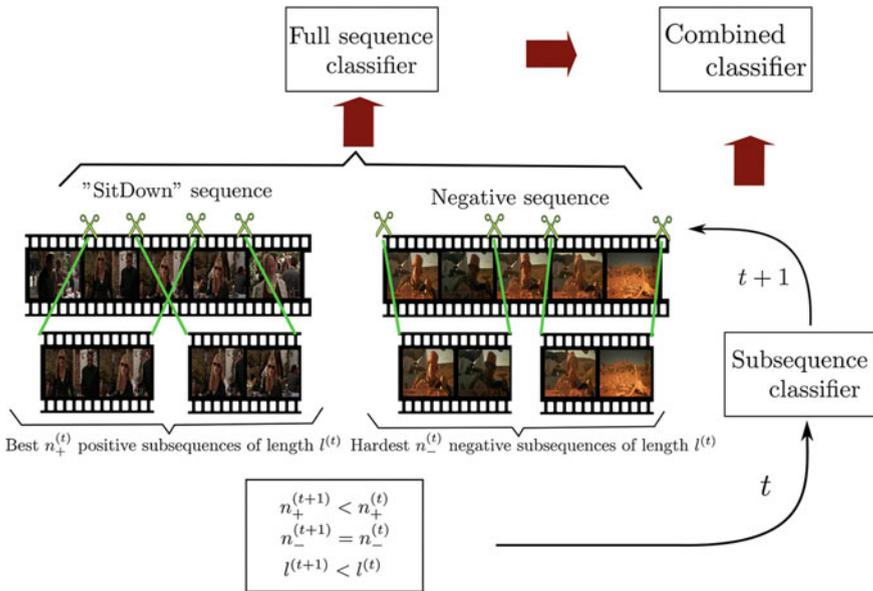 Full sequence
classifier
Combined
classifier
"SitDown" sequence
Negative sequence
t + 1
Subsequence
classifier
Best n_+^{(t)} positive subsequences of length l^{(t)}
Hardest n_-^{(t)} negative subsequences of length l^{(t)}
t
n_+^{(t+1)} < n_+^{(t)}
n_-^{(t+1)} = n_-^{(t)}
l^{(t+1)} < l^{(t)}